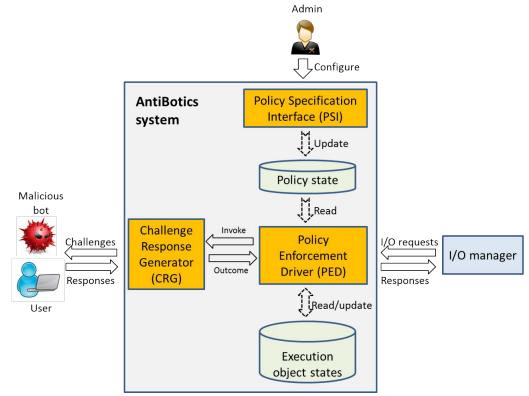 Admin
Configure
AntiBotics
system
Policy Specification
Interface (PSI)
Update
Policy state
Read
Malicious
bot
Challenges
Responses
User
Challenge
Response
Generator
(CRG)
Invoke
Outcome
Policy
Enforcement
Driver (PED)
I/O requests
Responses
I/O manager
Read/update
Execution
object states